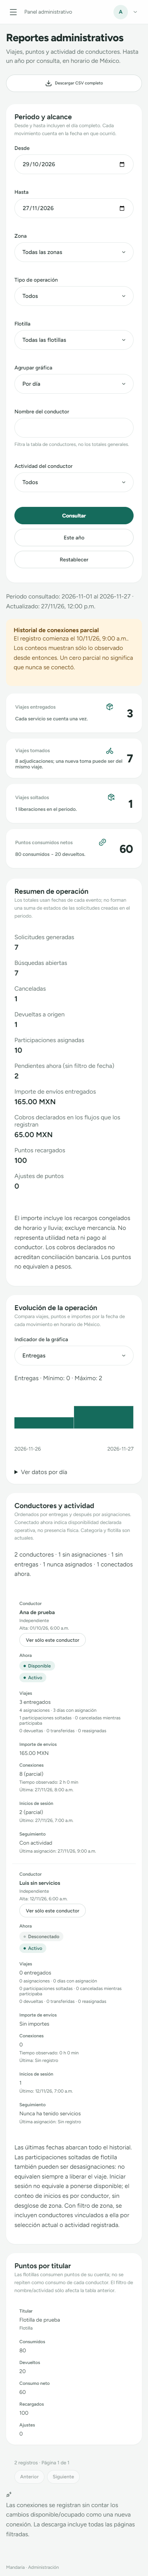 Panel administrativo
A
Reportes administrativos
Viajes, puntos y actividad de conductores. Hasta
un año por consulta, en horario de México.
Descargar CSV completo
Periodo y alcance
Desde y hasta incluyen el día completo. Cada
movimiento cuenta en la fecha en que ocurrió.
Desde
29/10/2026
Hasta
27/11/2026
Zona
Todas las zonas
Tipo de operación
Todos
Flotilla
Todas las flotillas
Agrupar gráfica
Por día
Nombre del conductor
Filtra la tabla de conductores, no los totales generales.
Actividad del conductor
Todos
Consultar
Este año
Restablecer
Periodo consultado: 2026-11-01 al 2026-11-27 ·
Actualizado: 27/11/26, 12:00 p.m.
Historial de conexiones parcial
El registro comienza el 10/11/26, 9:00 a.m..
Los conteos muestran sólo lo observado
desde entonces. Un cero parcial no significa
que nunca se conectó.
Viajes entregados
3
Cada servicio se cuenta una vez.
Viajes tomados
7
8 adjudicaciones; una nueva toma puede ser del
mismo viaje.
Viajes soltados
1
1 liberaciones en el periodo.
Puntos consumidos netos
60
80 consumidos − 20 devueltos.
Resumen de operación
Los totales usan fechas de cada evento; no forman
una suma de estados de las solicitudes creadas en el
periodo.
Solicitudes generadas
7
Búsquedas abiertas
7
Canceladas
1
Devueltas a origen
1
Participaciones asignadas
10
Pendientes ahora (sin filtro de fecha)
2
Importe de envíos entregados
165.00 MXN
Cobros declarados en los flujos que los
registran
65.00 MXN
Puntos recargados
100
Ajustes de puntos
0
El importe incluye los recargos congelados
de horario y lluvia, excluye mercancía. No
representa utilidad neta ni pago al
conductor. Los cobros declarados no
acreditan conciliación bancaria. Los puntos
no equivalen a pesos.
Evolución de la operación
Compara viajes, puntos e importes por la fecha de
cada movimiento en horario de México.
Indicador de la gráfica
Entregas
Entregas · Mínimo: 0 · Máximo: 2
2026-11-26
2026-11-27
Ver datos por día
Conductores y actividad
Ordenados por entregas y después por asignaciones.
Conectado ahora indica disponibilidad declarada
operativa, no presencia física. Categoría y flotilla son
actuales.
2 conductores · 1 sin asignaciones · 1 sin
entregas · 1 nunca asignados · 1 conectados
ahora.
Conductor
Ana de prueba
independiente
Alta: 01/10/26, 6:00 a.m.
Ver sólo este conductor
Ahora
Disponible
Activo
Viajes
3 entregados
4 asignaciones · 3 días con asignación
1 participaciones soltadas · 0 canceladas mientras
participaba
0 devueltas · 0 transferidas · 0 reasignadas
Importe de envíos
165.00 MXN
Conexiones
8 (parcial)
Tiempo observado: 2 h 0 min
Última: 27/11/26, 8:00 a.m.
Inicios de sesión
2 (parcial)
Último: 27/11/26, 7:00 a.m.
Seguimiento
Con actividad
Última asignación: 27/11/26, 9:00 a.m.
Conductor
Luis sin servicios
independiente
Alta: 12/11/26, 6:00 a.m.
Ver sólo este conductor
Ahora
Desconectado
Activo
Viajes
0 entregados
0 asignaciones · 0 días con asignación
0 participaciones soltadas · 0 canceladas mientras
participaba
0 devueltas · 0 transferidas · 0 reasignadas
Importe de envíos
Sin importes
Conexiones
0
Tiempo observado: 0 h 0 min
Última: Sin registro
Inicios de sesión
1
Último: 12/11/26, 7:00 a.m.
Seguimiento
Nunca ha tenido servicios
Última asignación: Sin registro
Las últimas fechas abarcan todo el historial.
Las participaciones soltadas de flotilla
también pueden ser desasignaciones: no
equivalen siempre a liberar el viaje. Iniciar
sesión no equivale a ponerse disponible; el
conteo de inicios es por conductor, sin
desglose de zona. Con filtro de zona, se
incluyen conductores vinculados a ella por
selección actual o actividad registrada.
Puntos por titular
Las flotillas consumen puntos de su cuenta; no se
repiten como consumo de cada conductor. El filtro de
nombre/actividad sólo afecta la tabla anterior.
Titular
Flotilla de prueba
Flotilla
Consumidos
80
Devueltos
20
Consumo neto
60
Recargados
100
Ajustes
0
2 registros · Página 1 de 1
Anterior
Siguiente
Las conexiones se registran sin contar los
cambios disponible/ocupado como una nueva
conexión. La descarga incluye todas las páginas
filtradas.
Mandaria · Administración